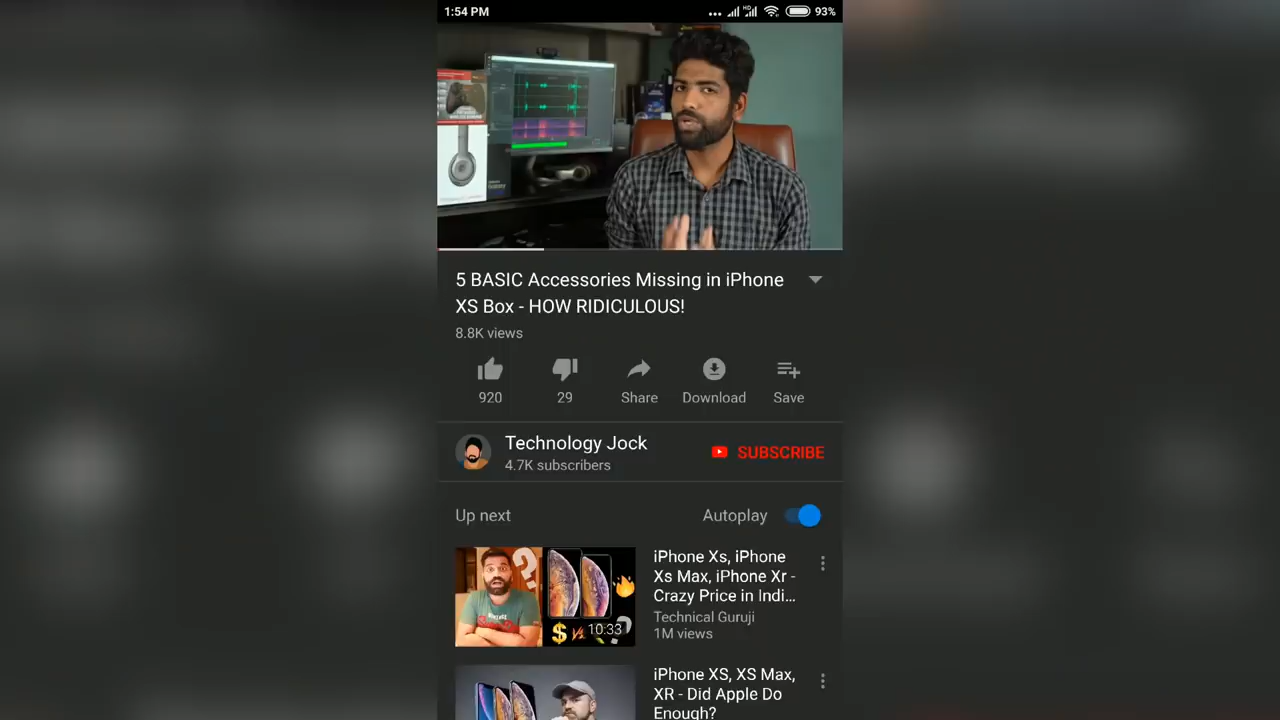 1:54 PM
HD
93%
5 BASIC Accessories Missing in iPhone
XS Box - HOW RIDICULOUS!
8.8K views
920
29
Share
Download
Save
Technology Jock
SUBSCRIBE
4.7K subscribers
Up next
Autoplay
iPhone Xs, iPhone
Xs Max, iPhone Xr -
Crazy Price in Indi...
Technical Guruji
1M views
10:33
iPhone XS, XS Max,
XR - Did Apple Do
Enough?